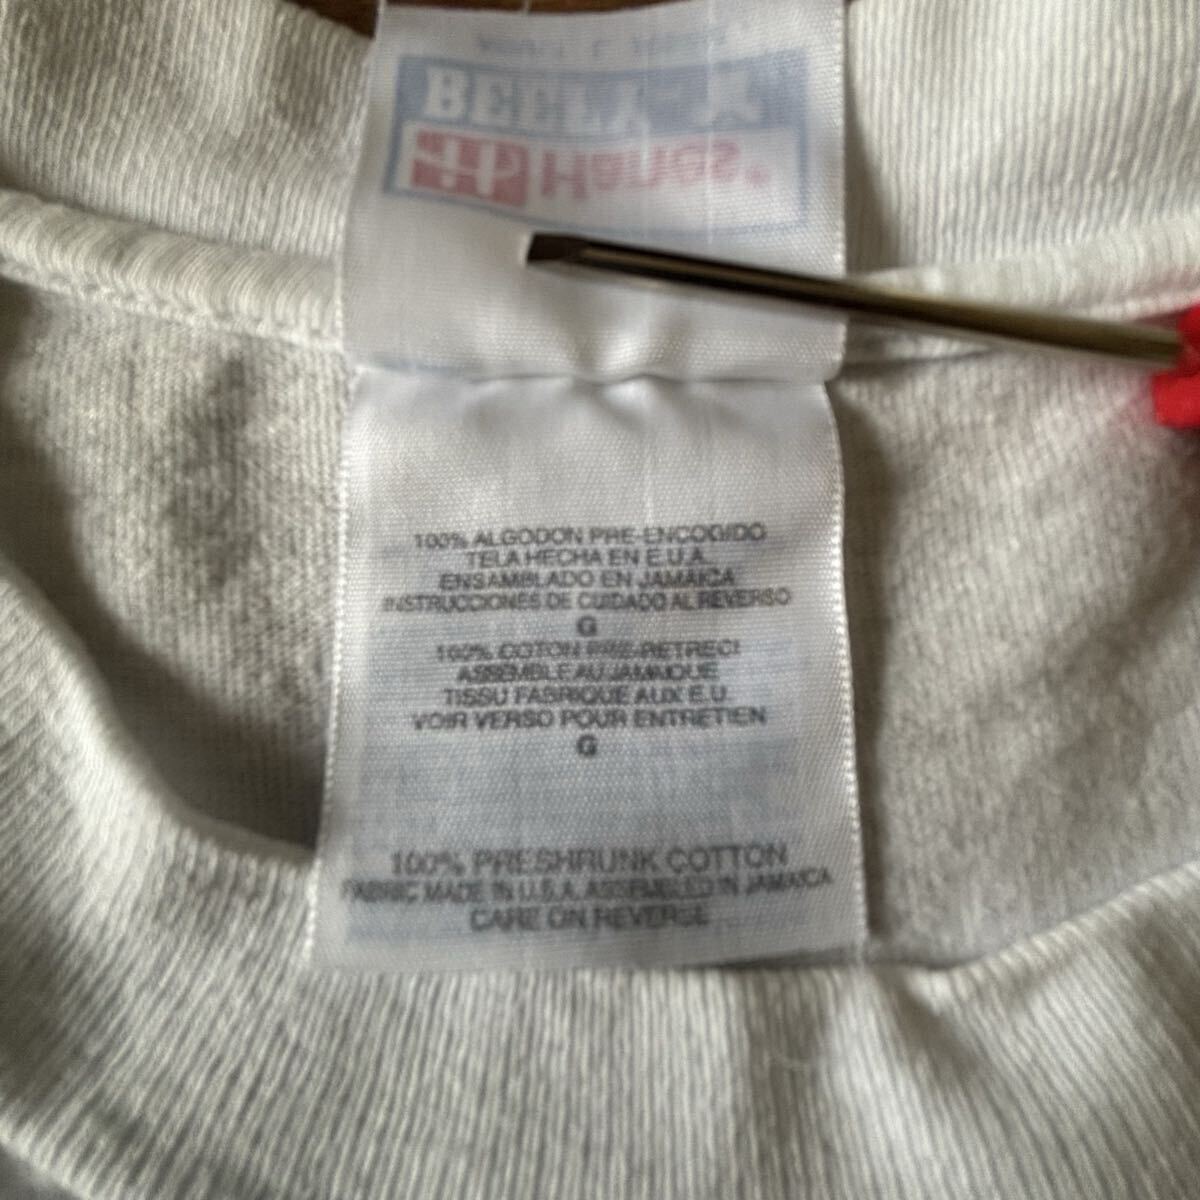 BEEFY-T
Hanes
100% ALGODON PRE-ENCOGIDO
TELA HECHA EN E.U.A.
ENSAMBLADO EN JAMAICA
INSTRUCCIONES DE CUIDADO AL REVERSO
G
100% COTON PRE-RETRECI
ASSEMBLE AU JAMAIQUE
TISSU FABRIQUE AUX E.U.
VOIR VERSO POUR ENTRETIEN
G
100% PRESHRUNK COTTON
FABRIC MADE IN U.S.A. ASSEMBLED IN JAMAICA
CARE ON REVERSE